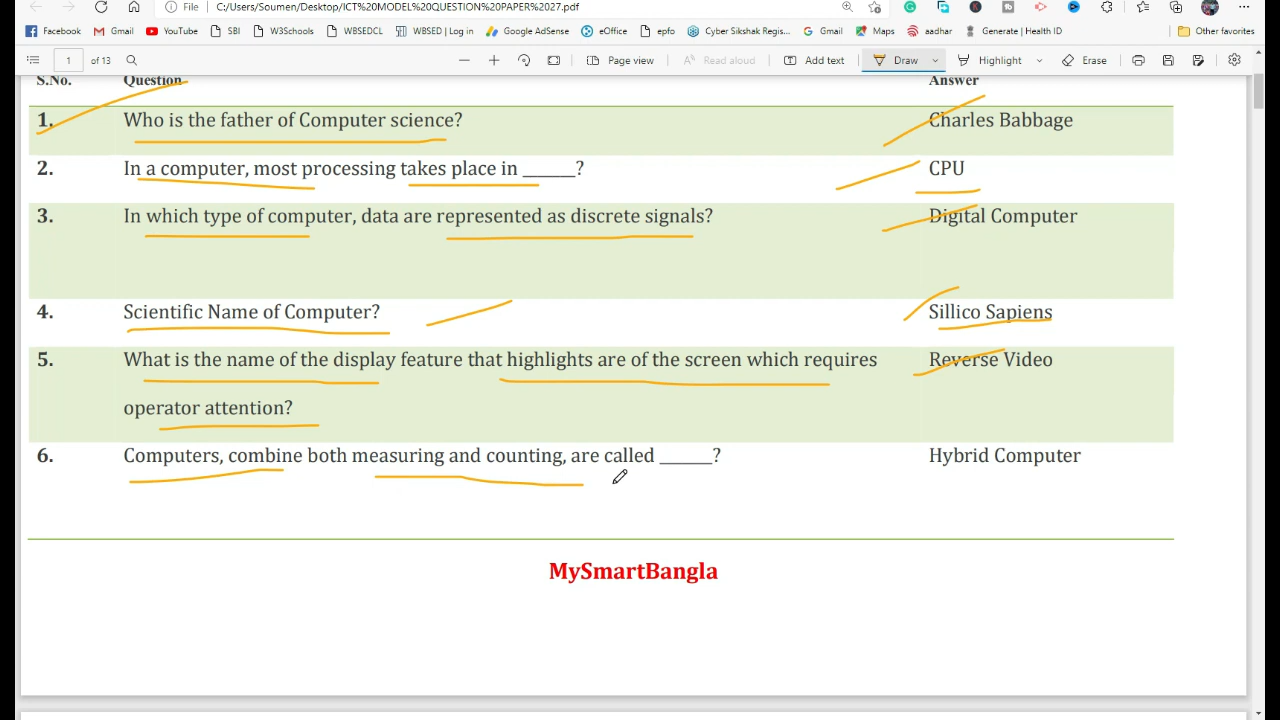 File C:/Users/Soumen/Desktop/ICT%20MODEL%20QUESTION%20PAPER%2027.pdf
Facebook Gmail YouTube SBI W3Schools WBSEDCL WBSED | Log in Google AdSense eOffice epfo Cyber Sikshak Regis... Gmail Maps aadhar Generate | Health ID Other favorites
1 of 13 Page view Read aloud Add text Draw Highlight Erase
S.No. Question Answer
1. Who is the father of Computer science? Charles Babbage
2. In a computer, most processing takes place in ______? CPU
3. In which type of computer, data are represented as discrete signals? Digital Computer
4. Scientific Name of Computer? Sillico Sapiens
5. What is the name of the display feature that highlights are of the screen which requires Reverse Video
operator attention?
6. Computers, combine both measuring and counting, are called ______? Hybrid Computer
MySmartBangla